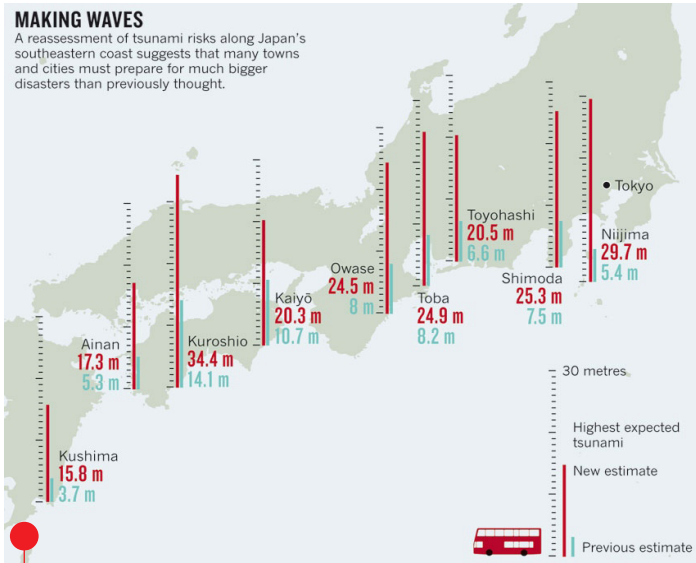 MAKING WAVES
A reassessment of tsunami risks along Japan's
southeastern coast suggests that many towns
and cities must prepare for much bigger
disasters than previously thought.
Tokyo
Toyohashi
20.5 m
6.6 m
Niijima
29.7 m
5.4 m
Owase
24.5 m
8 m
Shimoda
25.3 m
7.5 m
Kaiyō
20.3 m
10.7 m
Toba
24.9 m
8.2 m
Ainan
17.3 m
5.3 m
Kuroshio
34.4 m
14.1 m
30 metres
Highest expected
tsunami
New estimate
Previous estimate
Kushima
15.8 m
3.7 m